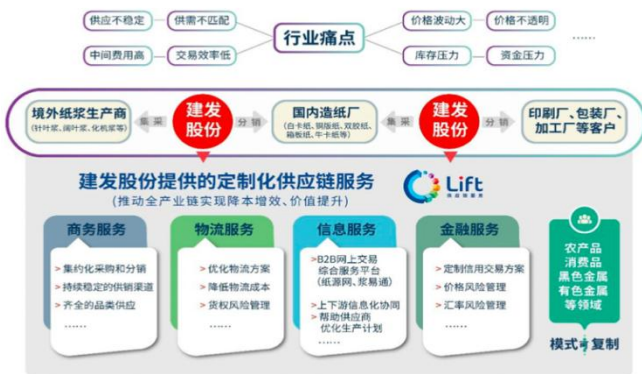 供应不稳定
供需不匹配
行业痛点
价格波动大
价格不透明
中间费用高
交易效率低
库存压力
资金压力
……
境外纸浆生产商
(针叶浆、阔叶浆、化机浆等)
集采
建发
股份
分销
国内造纸厂
(白卡纸、铜版纸、双胶纸、
箱板纸、牛卡纸等)
集采
建发
股份
分销
印刷厂、包装厂、
加工厂等客户
建发股份提供的定制化供应链服务
(推动全产业链实现降本增效、价值提升)
Lift
供应链服务
商务服务
> 集约化采购和分销
> 持续稳定的供销渠道
> 齐全的品类供应
……
物流服务
> 优化物流方案
> 降低物流成本
> 货权风险管理
……
信息服务
> B2B网上交易
综合服务平台
(纸源网、浆易通)
> 上下游信息化协同
> 帮助供应商
优化生产计划
……
金融服务
> 定制信用交易方案
> 价格风险管理
> 汇率风险管理
……
农产品
消费品
黑色金属
有色金属
等领域
模式可复制